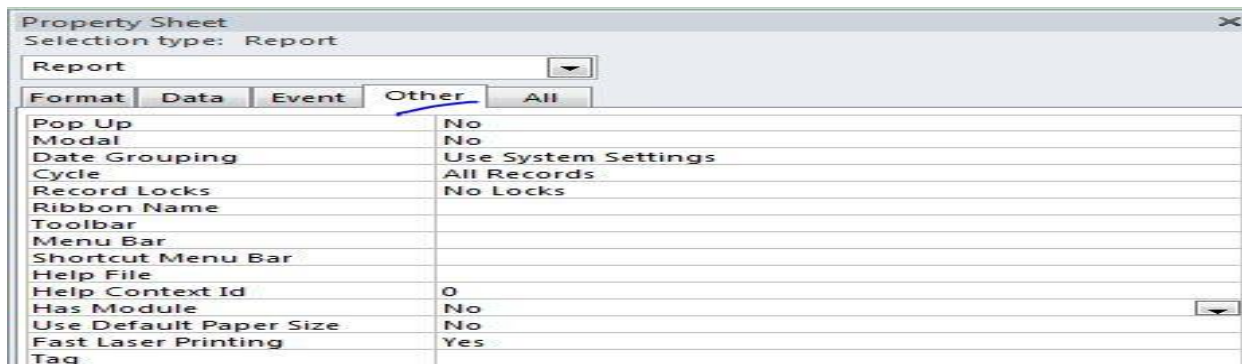 Property Sheet
Selection type: Report
Report
Format Data Event Other All
Pop Up No
Modal No
Date Grouping Use System Settings
Cycle All Records
Record Locks No Locks
Ribbon Name
Toolbar
Menu Bar
Shortcut Menu Bar
Help File
Help Context Id 0
Has Module No
Use Default Paper Size No
Fast Laser Printing Yes
Tag